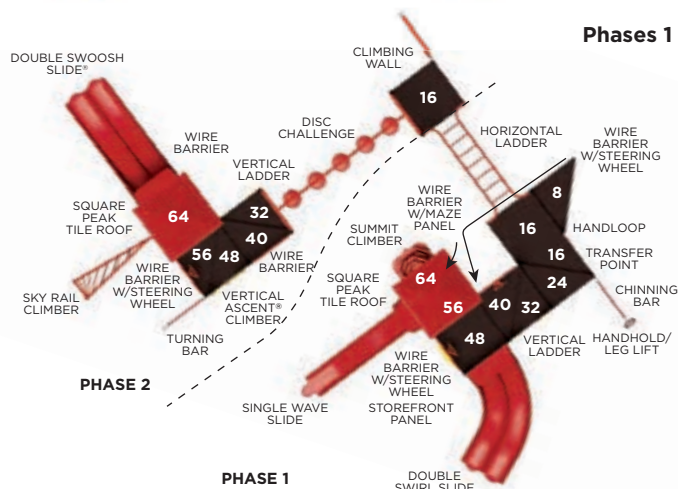 Phases 1
DOUBLE SWOOSH
SLIDE®
CLIMBING
WALL
16
DISC
CHALLENGE
HORIZONTAL
LADDER
WIRE
BARRIER
W/STEERING
WHEEL
WIRE
BARRIER
VERTICAL
LADDER
SQUARE
PEAK
TILE ROOF
64
32
40
56
48
WIRE
BARRIER
W/STEERING
WHEEL
WIRE
BARRIER
SKY RAIL
CLIMBER
VERTICAL
ASCENT®
CLIMBER
TURNING
BAR
PHASE 2
WIRE
BARRIER
W/MAZE
PANEL
8
16
HANDLOOP
16
TRANSFER
POINT
24
CHINNING
BAR
SUMMIT
CLIMBER
SQUARE
PEAK
TILE ROOF
64
56
40
32
48
VERTICAL
LADDER
HANDHOLD/
LEG LIFT
WIRE
BARRIER
W/STEERING
WHEEL
STOREFRONT
PANEL
SINGLE WAVE
SLIDE
PHASE 1
DOUBLE
SWIRL SLIDE